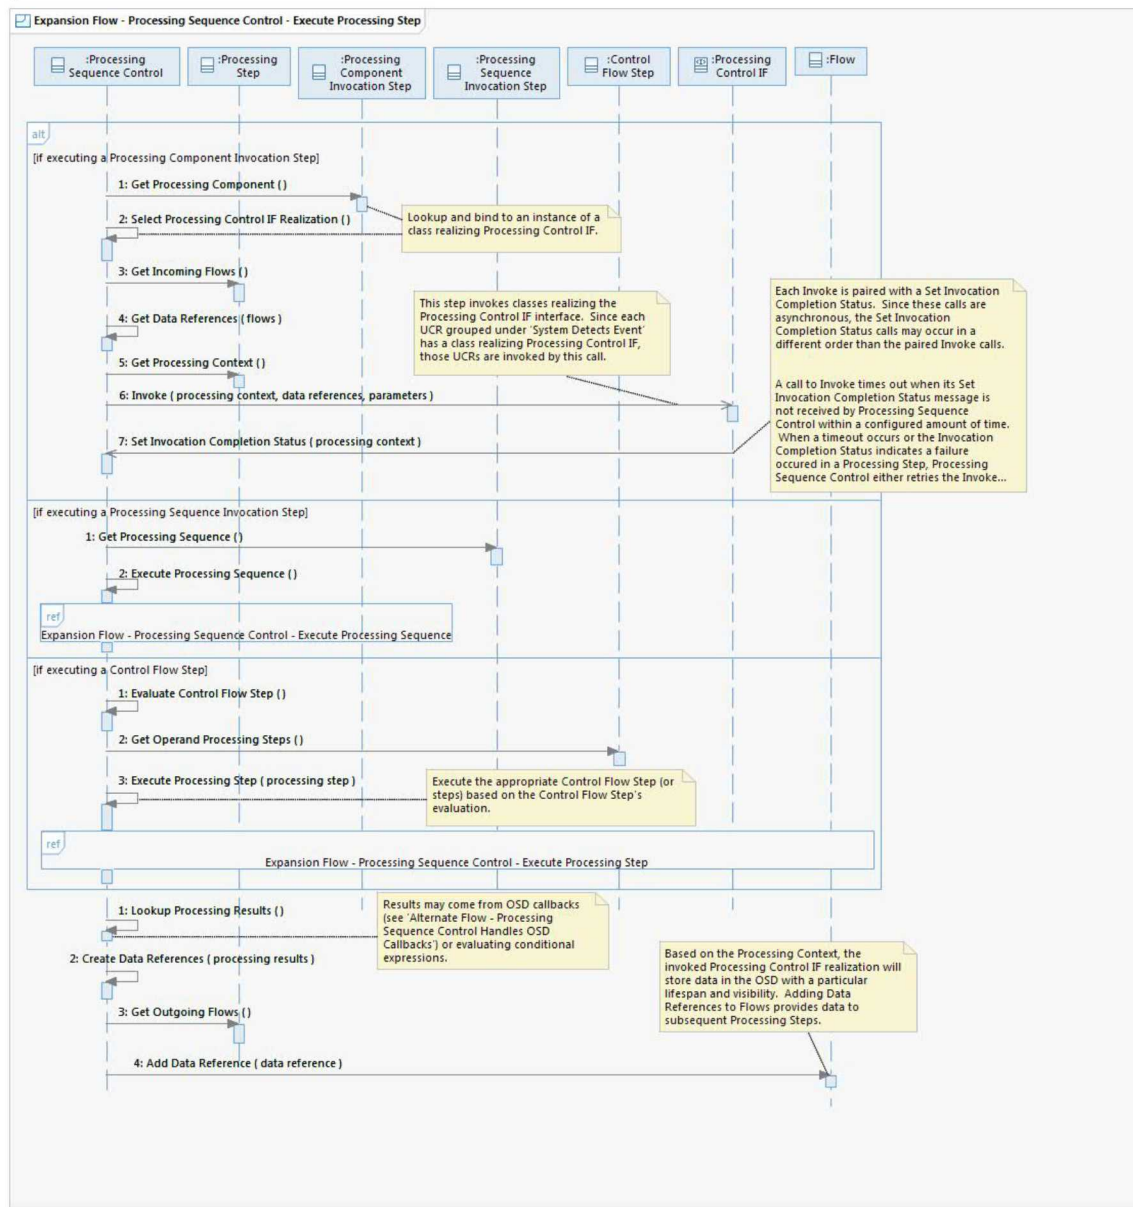 Expansion Flow - Processing Sequence Control - Execute Processing Step
:Processing
Sequence Control
:Processing
Step
:Processing
Component
Invocation Step
:Processing
Sequence
Invocation Step
:Control
Flow Step
:Processing
Control IF
:Flow
alt
[if executing a Processing Component Invocation Step]
1: Get Processing Component ( )
2: Select Processing Control IF Realization ( )
Lookup and bind to an instance of a
class realizing Processing Control IF.
3: Get Incoming Flows ( )
4: Get Data References ( flows )
5: Get Processing Context ( )
6: Invoke ( processing context, data references, parameters )
7: Set Invocation Completion Status ( processing context )
This step invokes classes realizing the
Processing Control IF interface.  Since each
UCR grouped under 'System Detects Event'
has a class realizing Processing Control IF,
those UCRs are invoked by this call.
Each Invoke is paired with a Set Invocation
Completion Status.  Since these calls are
asynchronous, the Set Invocation
Completion Status calls may occur in a
different order than the paired Invoke calls.
A call to Invoke times out when its Set
Invocation Completion Status message is
not received by Processing Sequence
Control within a configured amount of time.
When a timeout occurs or the Invocation
Completion Status indicates a failure
occured in a Processing Step, Processing
Sequence Control either retries the Invoke...
[if executing a Processing Sequence Invocation Step]
1: Get Processing Sequence ( )
2: Execute Processing Sequence ( )
ref
Expansion Flow - Processing Sequence Control - Execute Processing Sequence
[if executing a Control Flow Step]
1: Evaluate Control Flow Step ( )
2: Get Operand Processing Steps ( )
3: Execute Processing Step ( processing step )
Execute the appropriate Control Flow Step (or
steps) based on the Control Flow Step's
evaluation.
ref
Expansion Flow - Processing Sequence Control - Execute Processing Step
1: Lookup Processing Results ( )
Results may come from OSD callbacks
(see 'Alternate Flow - Processing
Sequence Control Handles OSD
Callbacks') or evaluating conditional
expressions.
2: Create Data References ( processing results )
3: Get Outgoing Flows ( )
4: Add Data Reference ( data reference )
Based on the Processing Context, the
invoked Processing Control IF realization will
store data in the OSD with a particular
lifespan and visibility.  Adding Data
References to Flows provides data to
subsequent Processing Steps.